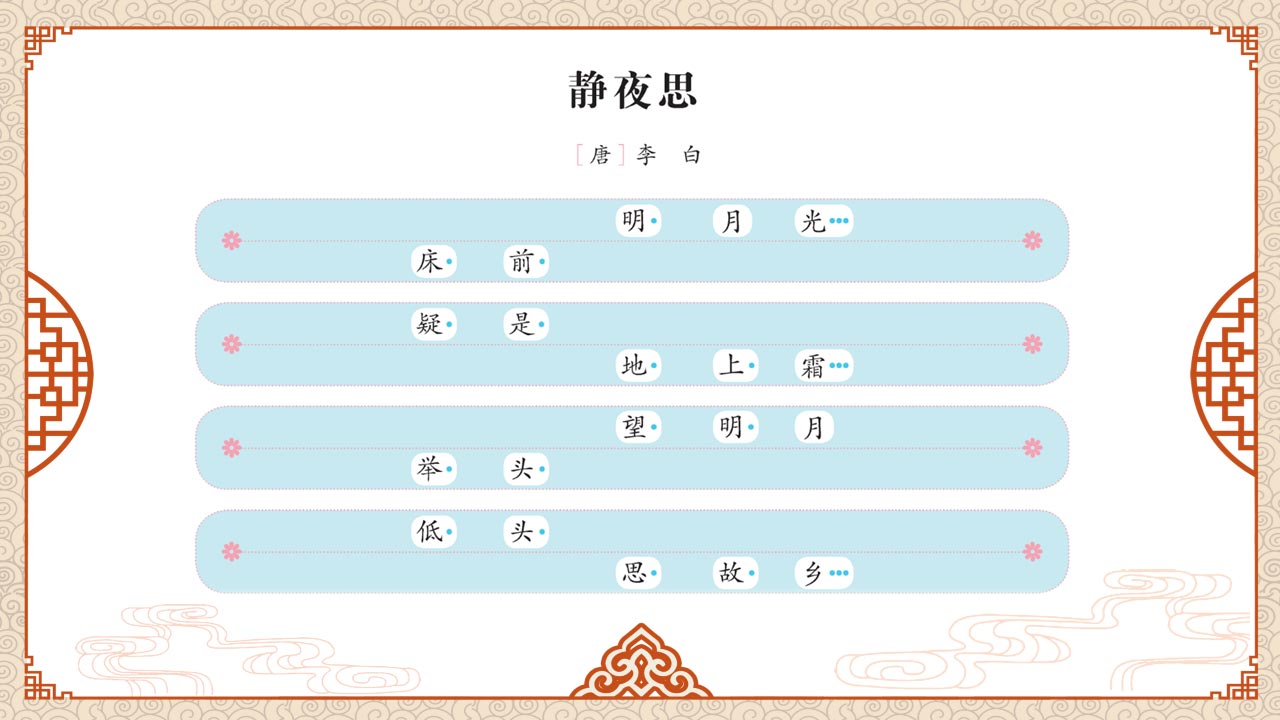 静夜思
[唐]李 白
床前明月光
疑是地上霜
举头望明月
低头思故乡